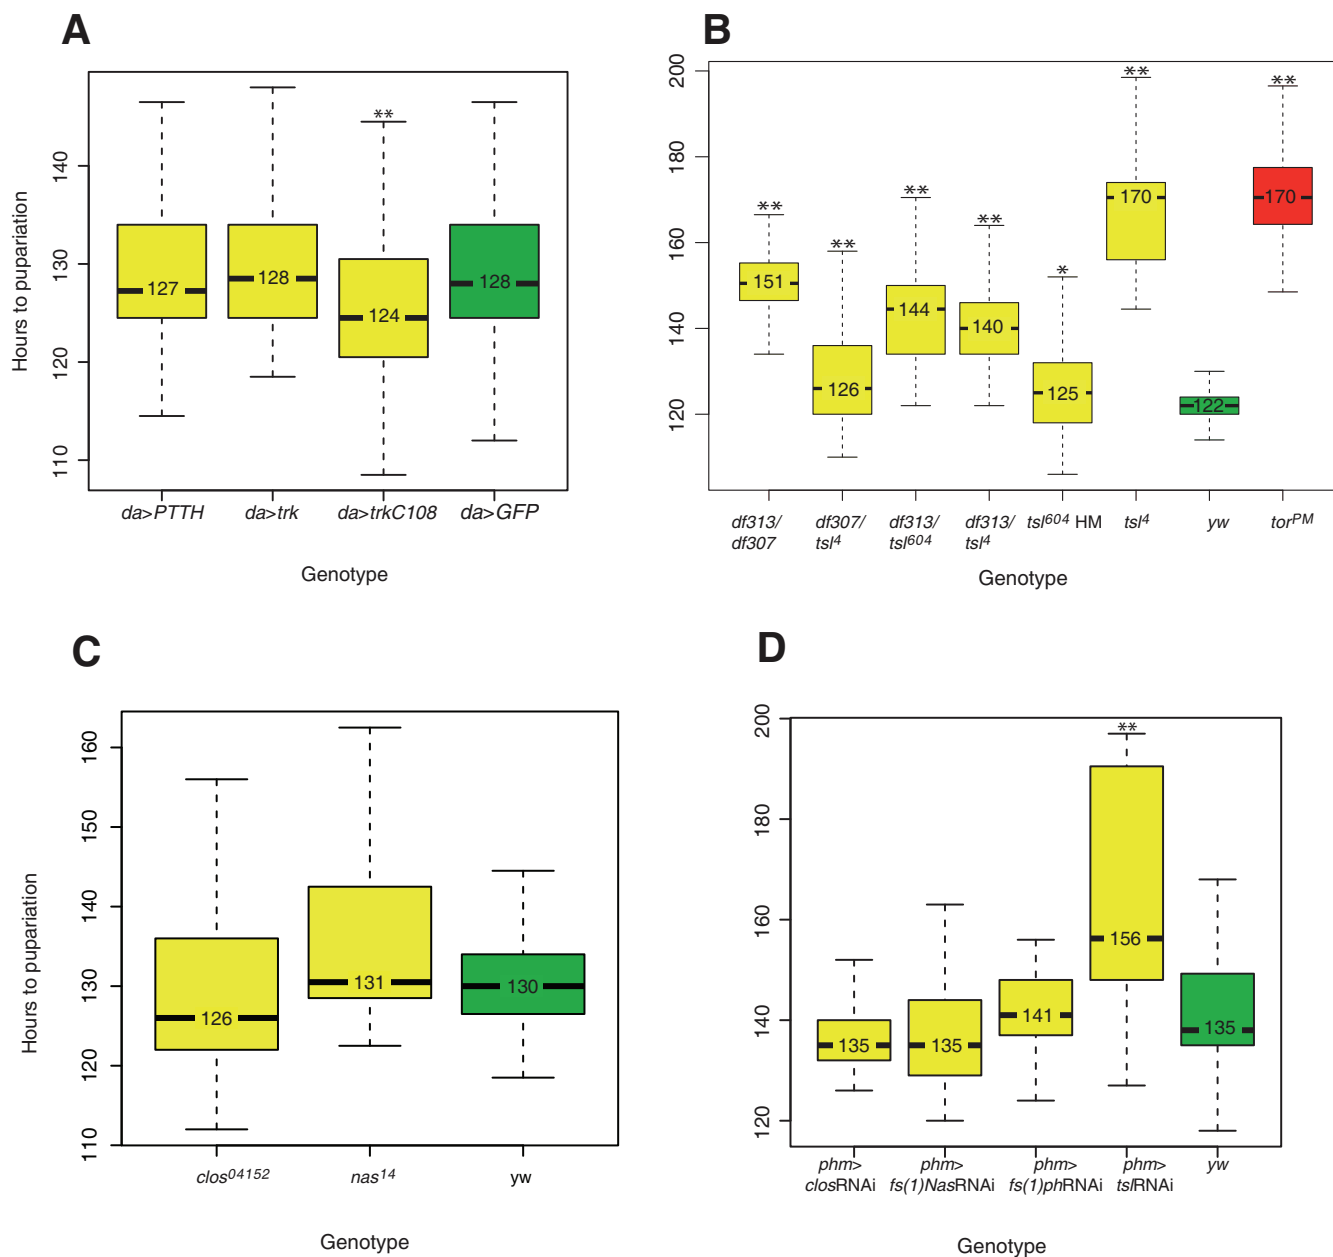 A
Hours to pupariation
140
130
120
110
**
127
128
124
128
da>PTTH
da>trk
da>trkC108
da>GFP
Genotype
B
200
180
160
140
120
**
**
**
**
*
**
**
151
126
144
140
125
170
122
170
df313/ df307/ df313/ df313/ tsl⁶⁰⁴ HM tsl⁴ yw torᴾᴹ
df307 tsl⁴ tsl⁶⁰⁴ tsl⁴
Genotype
C
Hours to pupariation
160
150
140
130
120
110
126
131
130
clos⁰⁴¹⁵²
nas¹⁴
yw
Genotype
D
200
180
160
140
120
**
135
135
141
156
135
phm> phm> phm> phm> yw
closRNAi fs(1)NasRNAi fs(1)phRNAi tslRNAi
Genotype